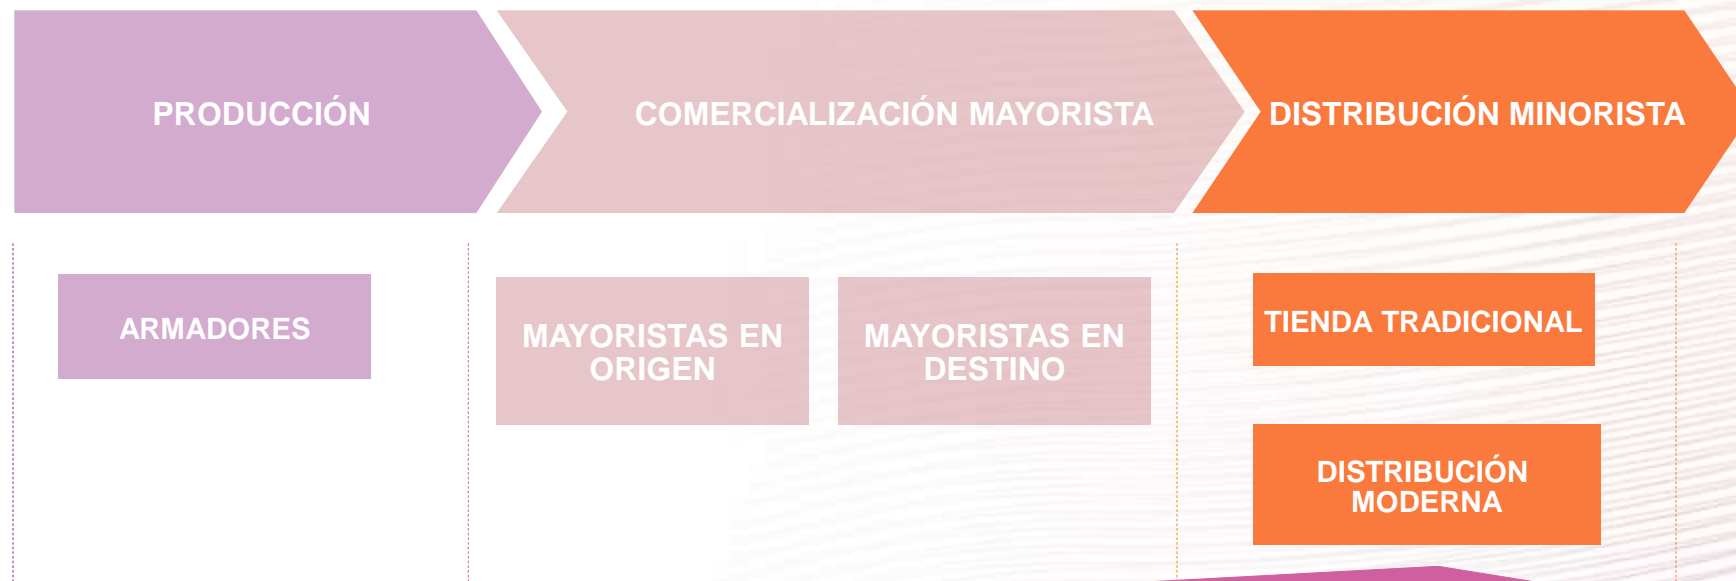 PRODUCCIÓN
COMERCIALIZACIÓN MAYORISTA
DISTRIBUCIÓN MINORISTA
ARMADORES
MAYORISTAS EN
ORIGEN
MAYORISTAS EN
DESTINO
TIENDA TRADICIONAL
DISTRIBUCIÓN
MODERNA